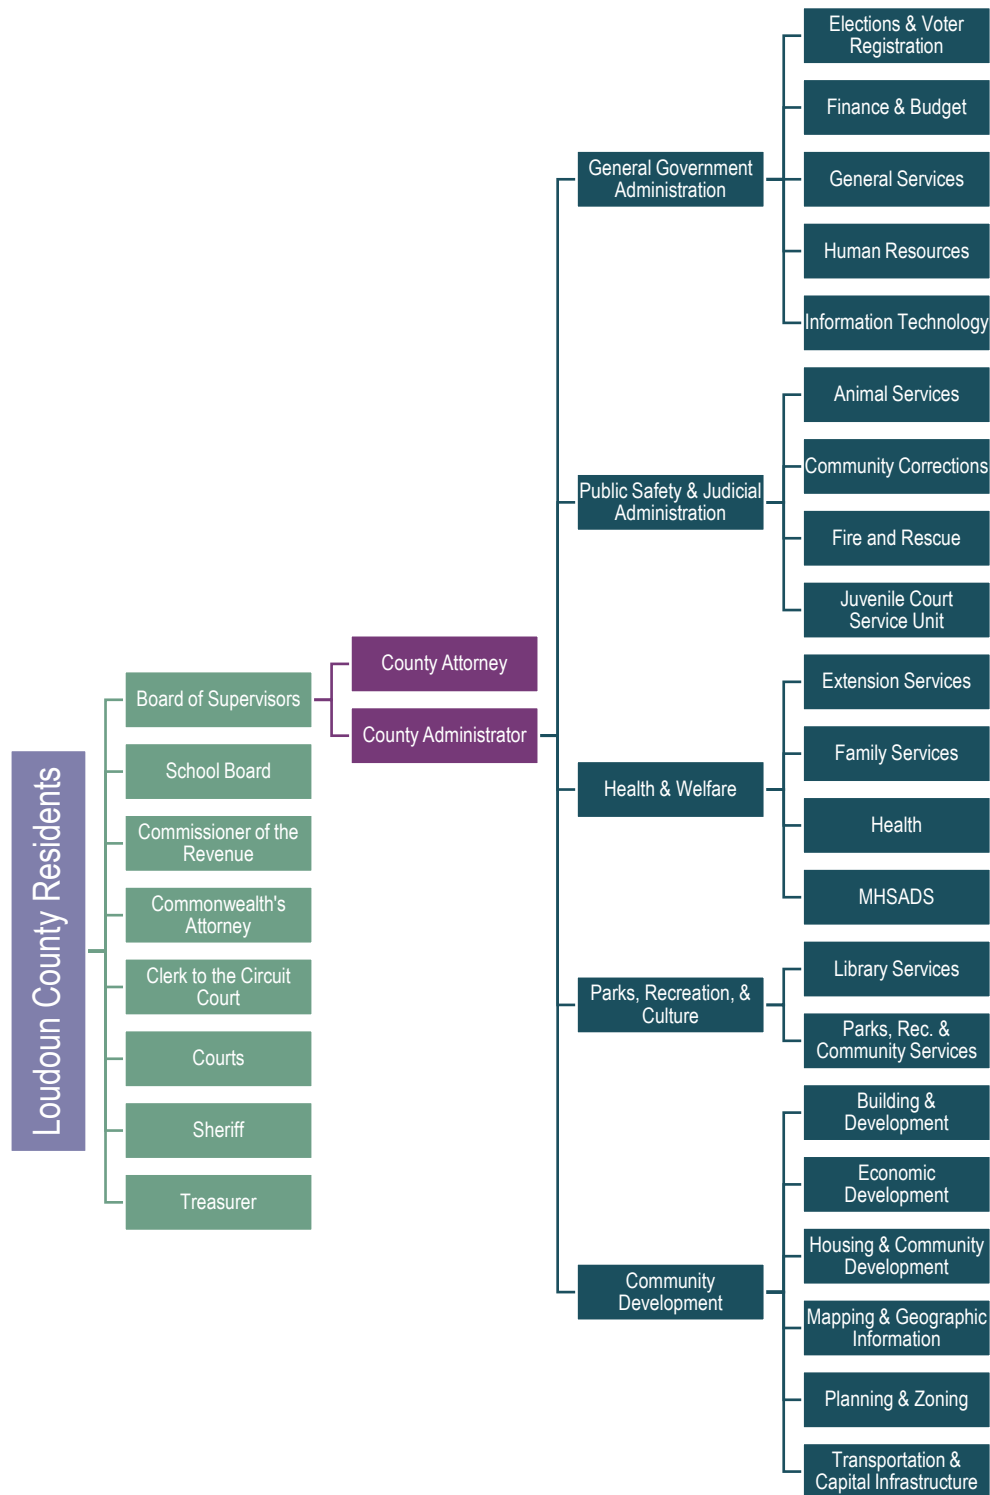 Loudoun County Residents
Board of Supervisors
School Board
Commissioner of the
Revenue
Commonwealth's
Attorney
Clerk to the Circuit
Court
Courts
Sheriff
Treasurer
County Attorney
County Administrator
General Government
Administration
Elections & Voter
Registration
Finance & Budget
General Services
Human Resources
Information Technology
Public Safety & Judicial
Administration
Animal Services
Community Corrections
Fire and Rescue
Juvenile Court
Service Unit
Health & Welfare
Extension Services
Family Services
Health
MHSADS
Parks, Recreation, &
Culture
Library Services
Parks, Rec. &
Community Services
Community
Development
Building &
Development
Economic
Development
Housing & Community
Development
Mapping & Geographic
Information
Planning & Zoning
Transportation &
Capital Infrastructure